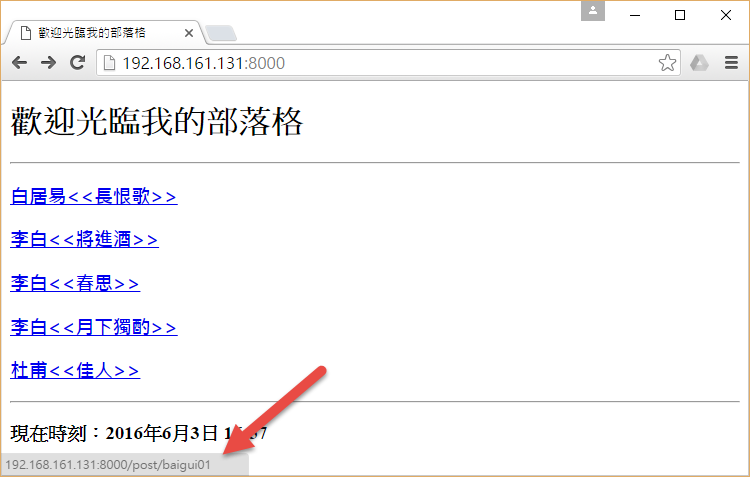 歡迎光臨我的部落格
192.168.161.131:8000
歡迎光臨我的部落格
白居易<<長恨歌>>
李白<<將進酒>>
李白<<春思>>
李白<<月下獨酌>>
杜甫<<佳人>>
現在時刻：2016年6月3日
192.168.161.131:8000/post/baigui01